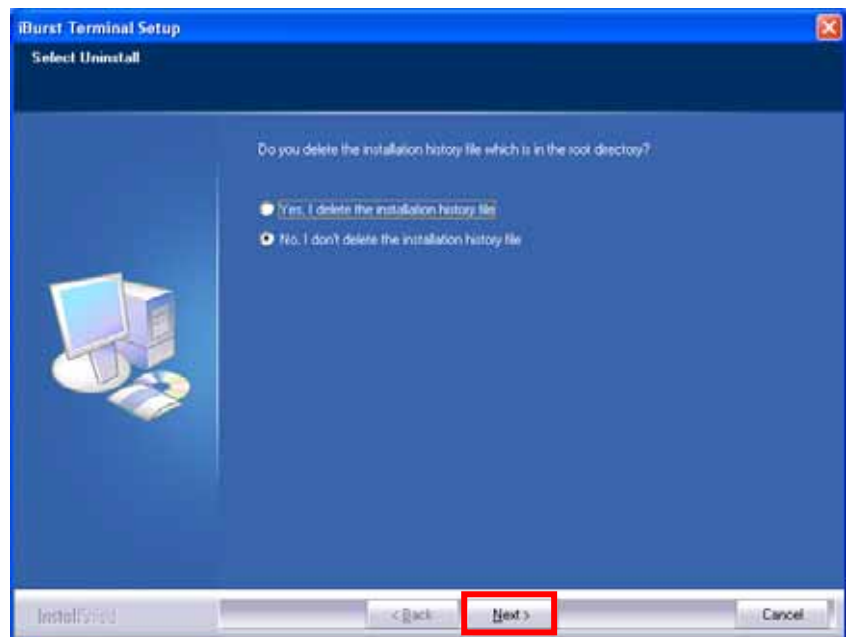 iBurst Terminal Setup
Select Uninstall
Do you delete the installation history file which is in the root directory?
Yes, I delete the installation history file
No, I don't delete the installation history file
InstallShield
< Back
Next >
Cancel